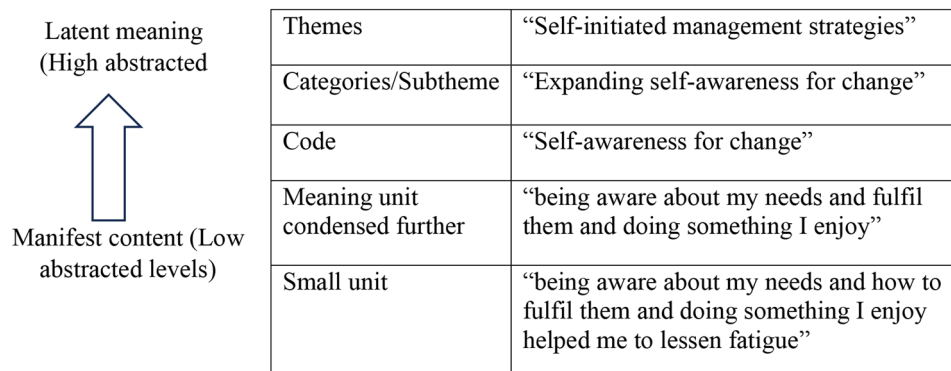 Latent meaning
(High abstracted
Manifest content (Low
abstracted levels)
Themes
“Self-initiated management strategies”
Categories/Subtheme
“Expanding self-awareness for change”
Code
“Self-awareness for change”
Meaning unit
condensed further
“being aware about my needs and fulfil
them and doing something I enjoy”
Small unit
“being aware about my needs and how to
fulfil them and doing something I enjoy
helped me to lessen fatigue”